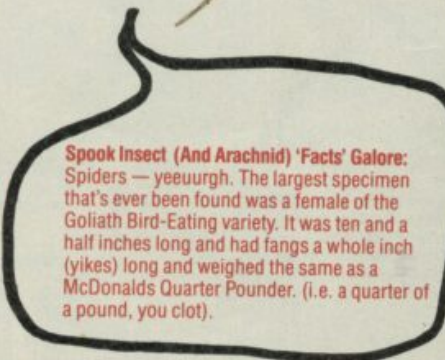 Spook Insect (And Arachnid) 'Facts' Galore:
Spiders — yeeuurgh. The largest specimen
that's ever been found was a female of the
Goliath Bird-Eating variety. It was ten and a
half inches long and had fangs a whole inch
(yikes) long and weighed the same as a
McDonalds Quarter Pounder. (i.e. a quarter of
a pound, you clot).